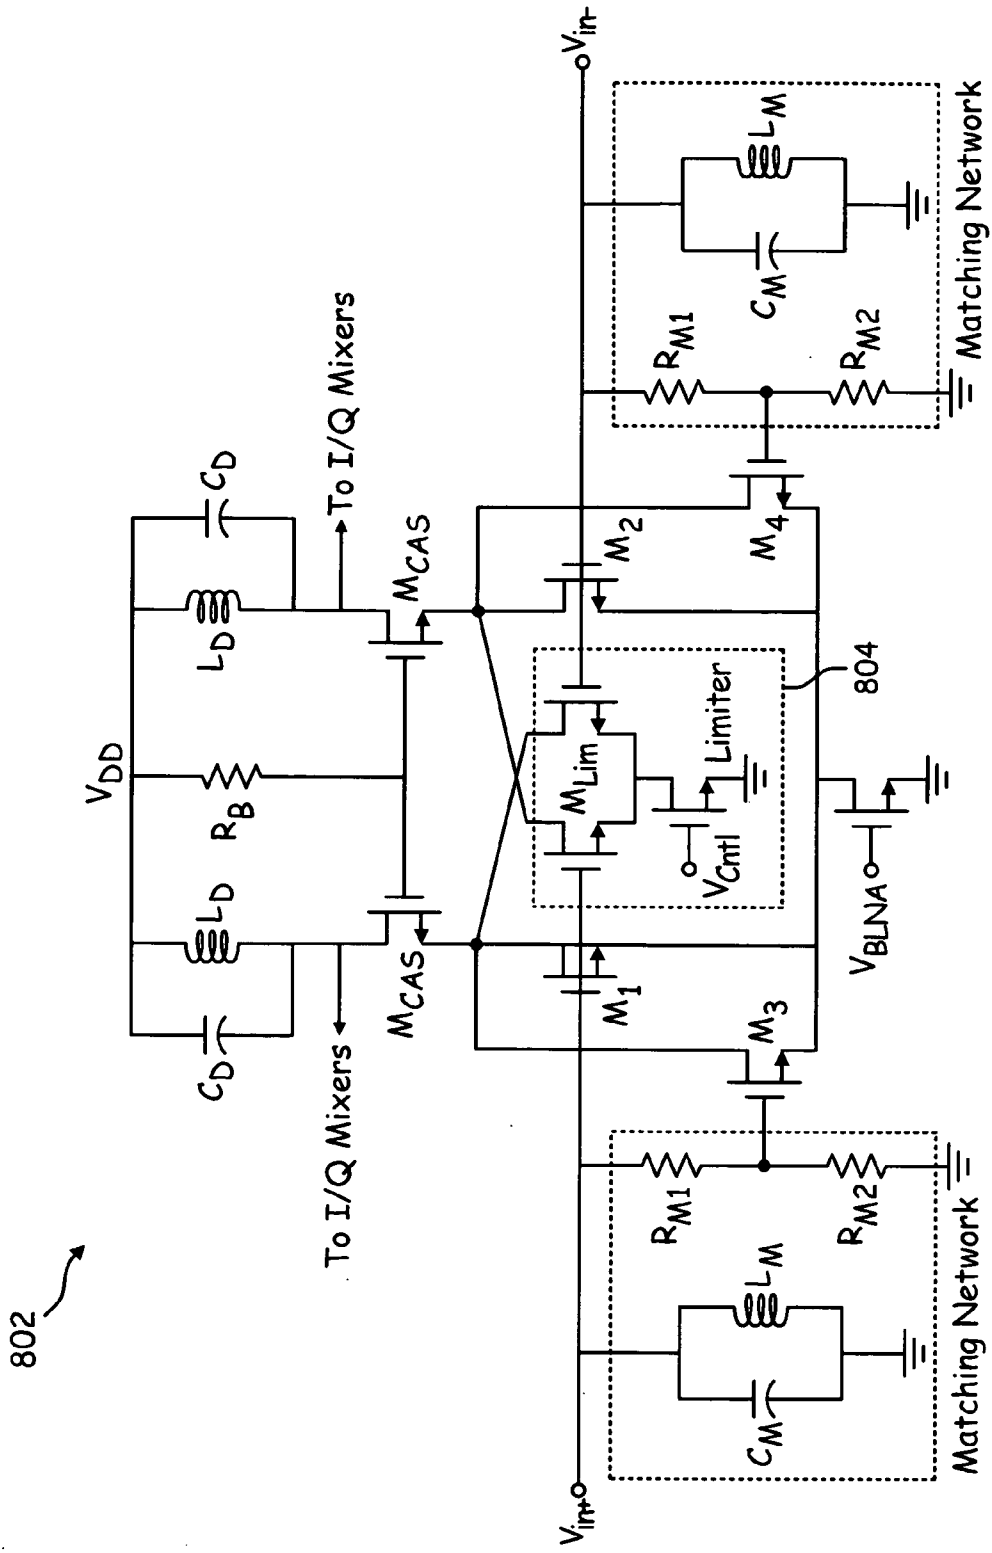 802
V_DD
C_D
L_D
R_B
L_D
C_D
To I/Q Mixers
To I/Q Mixers
M_CAS
M_CAS
V_in+
V_in-
M_1
M_Lim
M_2
V_Cntl
Limiter
804
M_3
M_4
V_BLNA
R_M1
R_M2
C_M
L_M
Matching Network
R_M1
R_M2
C_M
L_M
Matching Network